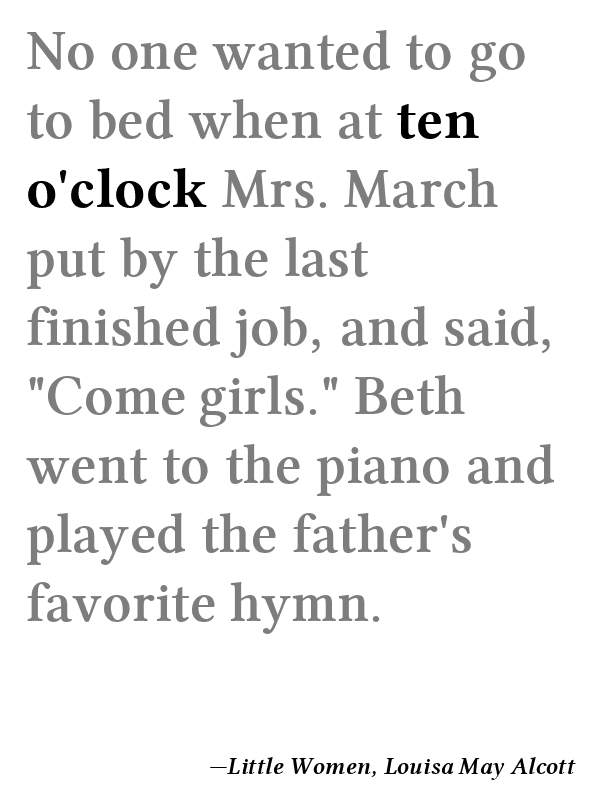 No one wanted to go
to bed when at ten
o'clock Mrs. March
put by the last
finished job, and said,
"Come girls." Beth
went to the piano and
played the father's
favorite hymn.
—Little Women, Louisa May Alcott